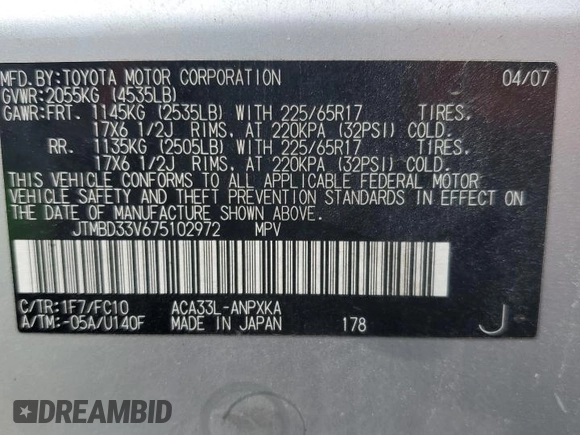 MFD.BY:TOYOTA MOTOR CORPORATION 04/07
GVWR:2055KG (4535LB)
GAWR:FRT. 1145KG (2535LB) WITH 225/65R17 TIRES.
17X6 1/2J RIMS, AT 220KPA (32PSI) COLD.
RR. 1135KG (2505LB) WITH 225/65R17 TIRES.
17X6 1/2J RIMS, AT 220KPA (32PSI) COLD.
THIS VEHICLE CONFORMS TO ALL APPLICABLE FEDERAL MOTOR
VEHICLE SAFETY AND THEFT PREVENTION STANDARDS IN EFFECT ON
THE DATE OF MANUFACTURE SHOWN ABOVE.
JTMBD33V675102972 MPV
C/TR:1F7/FC10 ACA33L-ANPXKA
A/TM:-05A/U140F MADE IN JAPAN 178 J
DREAMBID